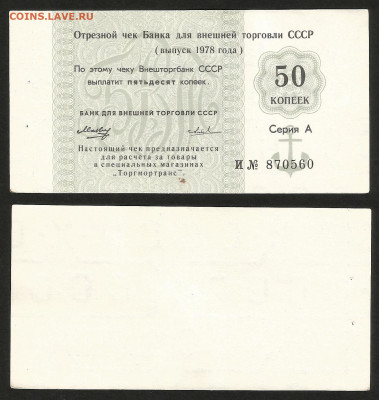 COINS.LAVE.RU
Отрезной чек Банка для внешней торговли СССР
(выпуск 1978 года)
По этому чеку Внешторгбанк СССР
выплатит пятьдесят копеек.
50
КОПЕЕК
БАНК ДЛЯ ВНЕШНЕЙ ТОРГОВЛИ СССР
Серия А
Настоящий чек предназначается
для расчета за товары
в специальных магазинах
„Торгмортранс".
И № 870560